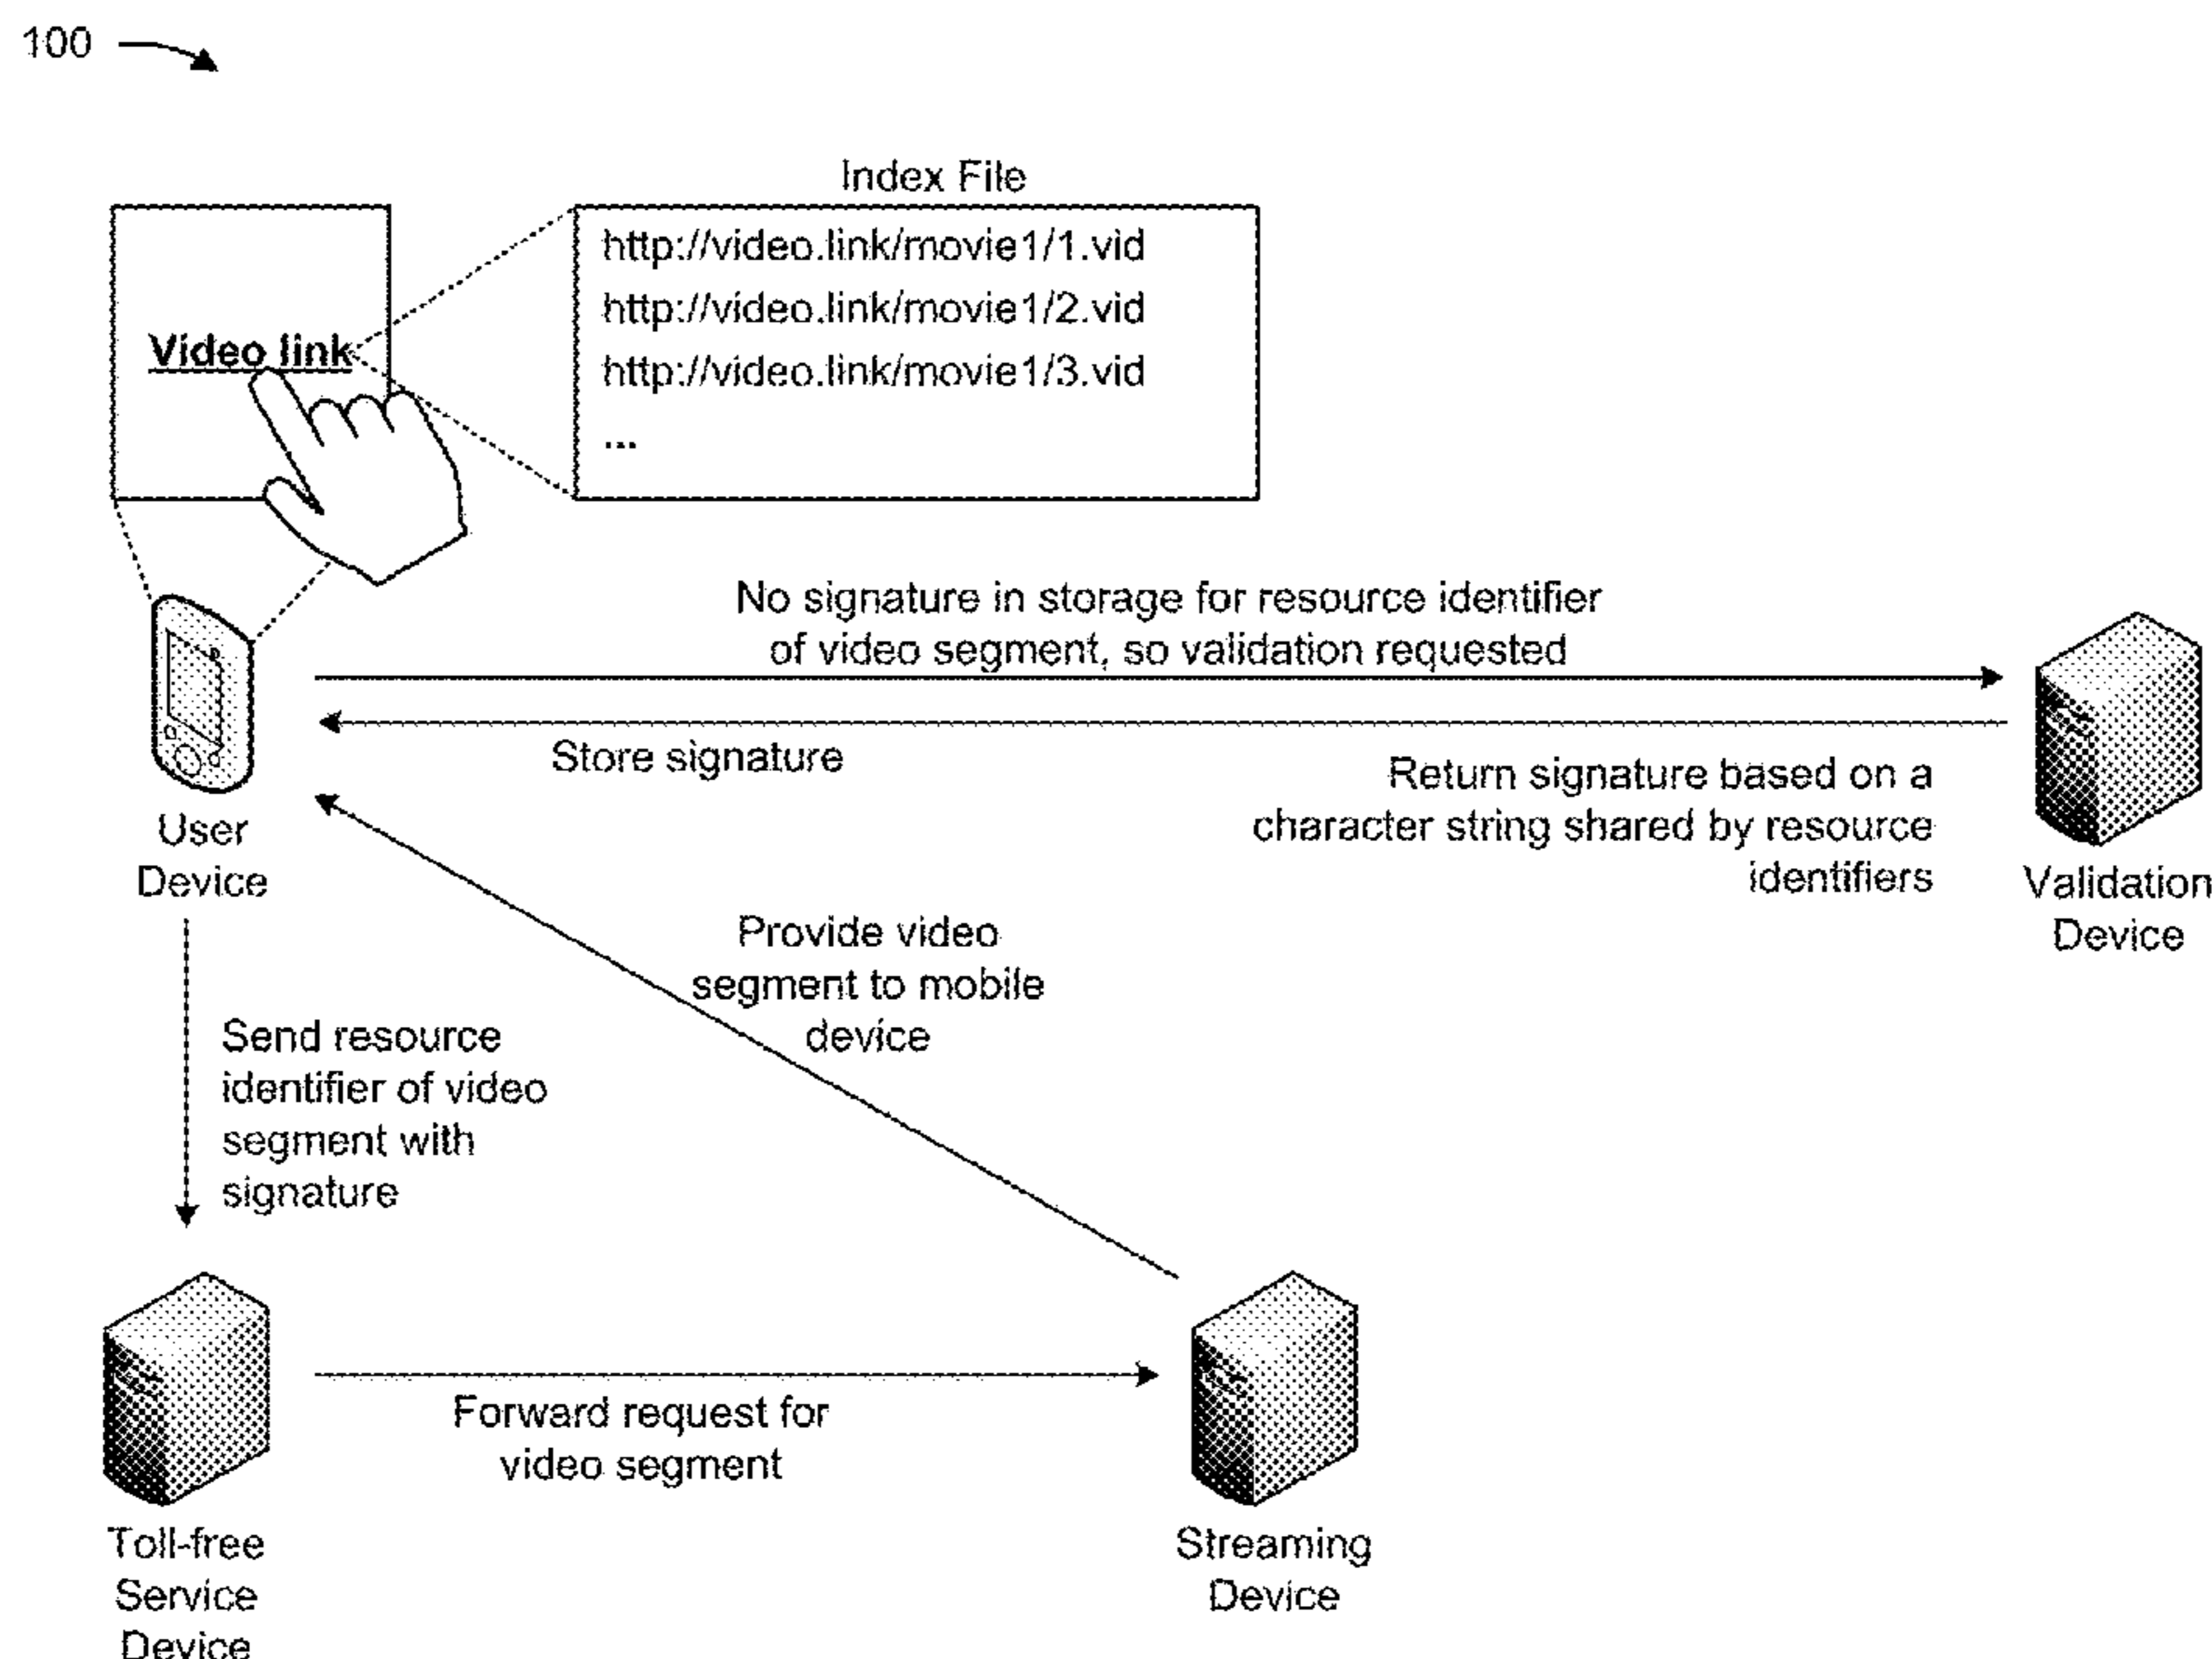 100
Index File
http://video.link/movie1/1.vid
http://video.link/movie1/2.vid
http://video.link/movie1/3.vid
...
Video link
No signature in storage for resource identifier
of video segment, so validation requested
Store signature
Return signature based on a
character string shared by resource
identifiers
User
Device
Validation
Device
Provide video
segment to mobile
device
Send resource
identifier of video
segment with
signature
Forward request for
video segment
Toll-free
Service
Device
Streaming
Device